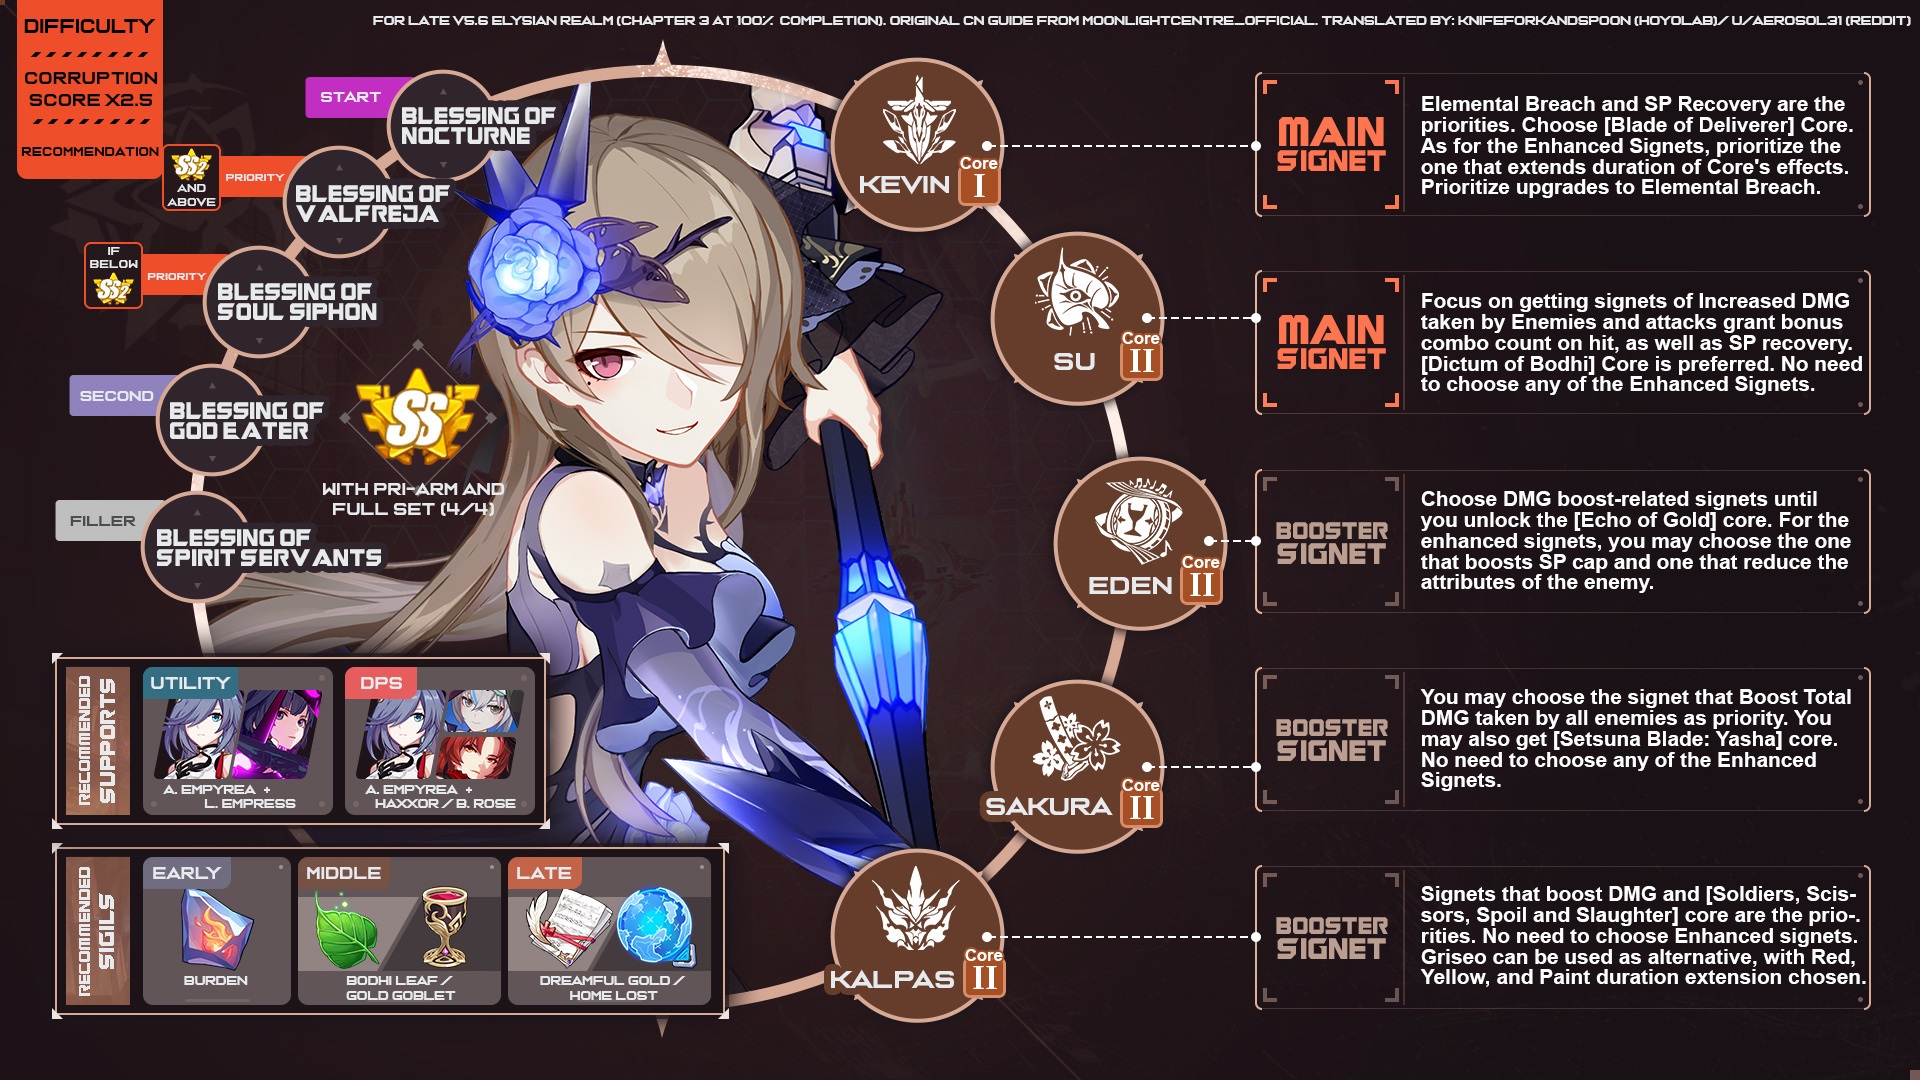 FOR LATE V5.6 ELYSIAN REALM (CHAPTER 3 AT 100% COMPLETION). ORIGINAL CN GUIDE FROM MOONLIGHTCENTRE_OFFICIAL. TRANSLATED BY: KNIFEFORKANDSPOON (HOYOLAB)/ U/AEROSOL31 (REDDIT)
DIFFICULTY
CORRUPTION
SCORE X2.5
RECOMMENDATION
START
BLESSING OF
NOCTURNE
SS2
AND
ABOVE
PRIORITY
BLESSING OF
VALFREJA
IF
BELOW
SS2
PRIORITY
BLESSING OF
SOUL SIPHON
SECOND
BLESSING OF
GOD EATER
FILLER
BLESSING OF
SPIRIT SERVANTS
SS
WITH PRI-ARM AND
FULL SET (4/4)
RECOMMENDED
SUPPORTS
UTILITY
A. EMPYREA +
L. EMPRESS
DPS
A. EMPYREA +
HAXXOR / B. ROSE
RECOMMENDED
SIGILS
EARLY
BURDEN
MIDDLE
BODHI LEAF /
GOLD GOBLET
LATE
DREAMFUL GOLD /
HOME LOST
KEVIN
Core
I
MAIN
SIGNET
Elemental Breach and SP Recovery are the
priorities. Choose [Blade of Deliverer] Core.
As for the Enhanced Signets, prioritize the
one that extends duration of Core's effects.
Prioritize upgrades to Elemental Breach.
SU
Core
II
MAIN
SIGNET
Focus on getting signets of Increased DMG
taken by Enemies and attacks grant bonus
combo count on hit, as well as SP recovery.
[Dictum of Bodhi] Core is preferred. No need
to choose any of the Enhanced Signets.
EDEN
Core
II
BOOSTER
SIGNET
Choose DMG boost-related signets until
you unlock the [Echo of Gold] core. For the
enhanced signets, you may choose the one
that boosts SP cap and one that reduce the
attributes of the enemy.
SAKURA
Core
II
BOOSTER
SIGNET
You may choose the signet that Boost Total
DMG taken by all enemies as priority. You
may also get [Setsuna Blade: Yasha] core.
No need to choose any of the Enhanced
Signets.
KALPAS
Core
II
BOOSTER
SIGNET
Signets that boost DMG and [Soldiers, Scis-
sors, Spoil and Slaughter] core are the prio-.
rities. No need to choose Enhanced signets.
Griseo can be used as alternative, with Red,
Yellow, and Paint duration extension chosen.